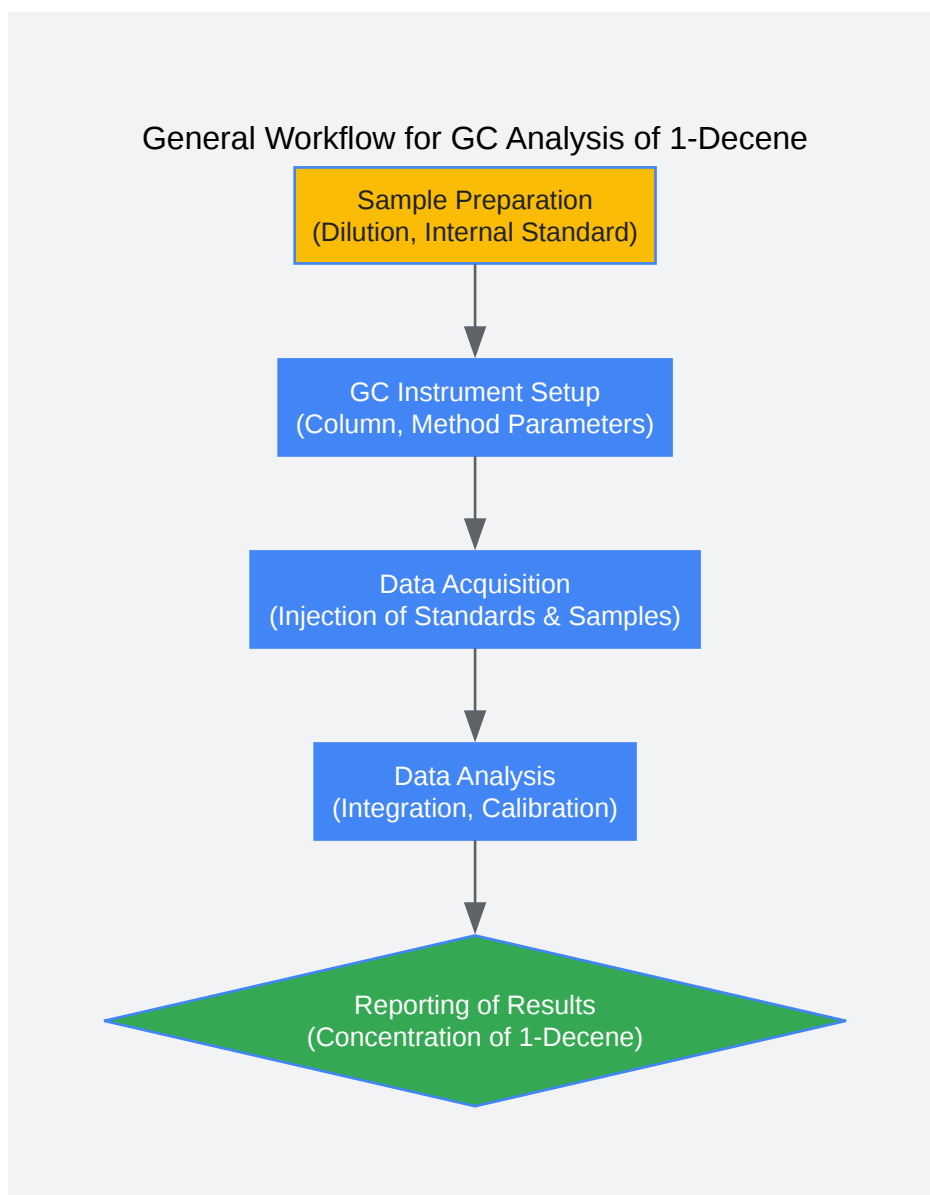 General Workflow for GC Analysis of 1-Decene
Sample Preparation
(Dilution, Internal Standard)
GC Instrument Setup
(Column, Method Parameters)
Data Acquisition
(Injection of Standards & Samples)
Data Analysis
(Integration, Calibration)
Reporting of Results
(Concentration of 1-Decene)